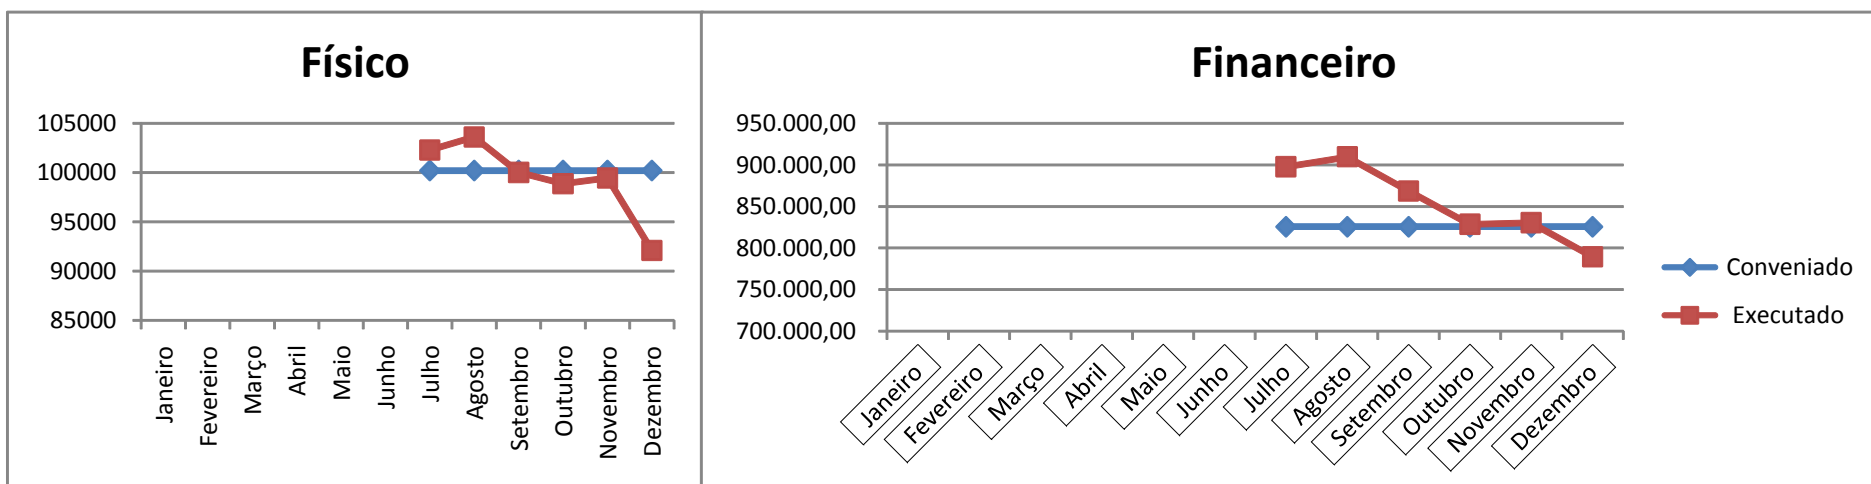 Físico
105000
100000
95000
90000
85000
Janeiro
Fevereiro
Março
Abril
Maio
Junho
Julho
Agosto
Setembro
Outubro
Novembro
Dezembro
Financeiro
950.000,00
900.000,00
850.000,00
800.000,00
750.000,00
700.000,00
Janeiro
Fevereiro
Março
Abril
Maio
Junho
Julho
Agosto
Setembro
Outubro
Novembro
Dezembro
Conveniado
Executado